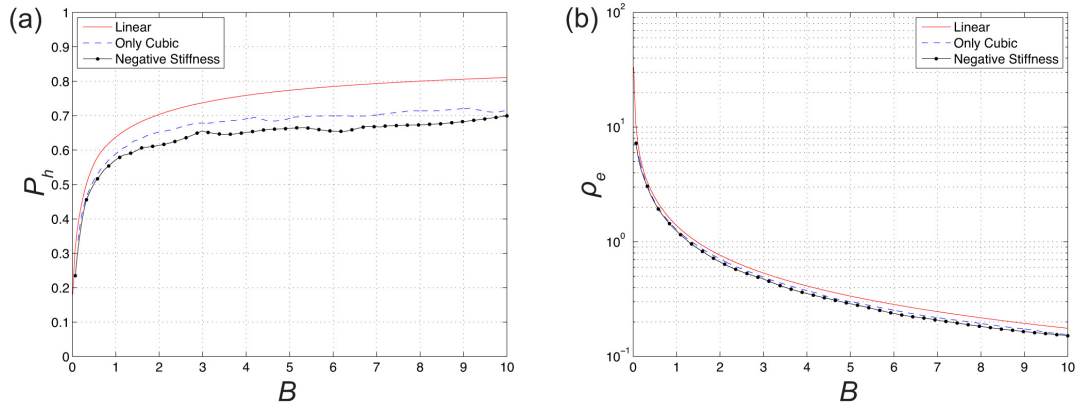 (a)
1
0.9
0.8
0.7
0.6
0.5
0.4
0.3
0.2
0.1
0
P_h
Linear
Only Cubic
Negative Stiffness
0 1 2 3 4 5 6 7 8 9 10
B
(b)
10^2
10^1
10^0
10^-1
ρ_e
Linear
Only Cubic
Negative Stiffness
0 1 2 3 4 5 6 7 8 9 10
B